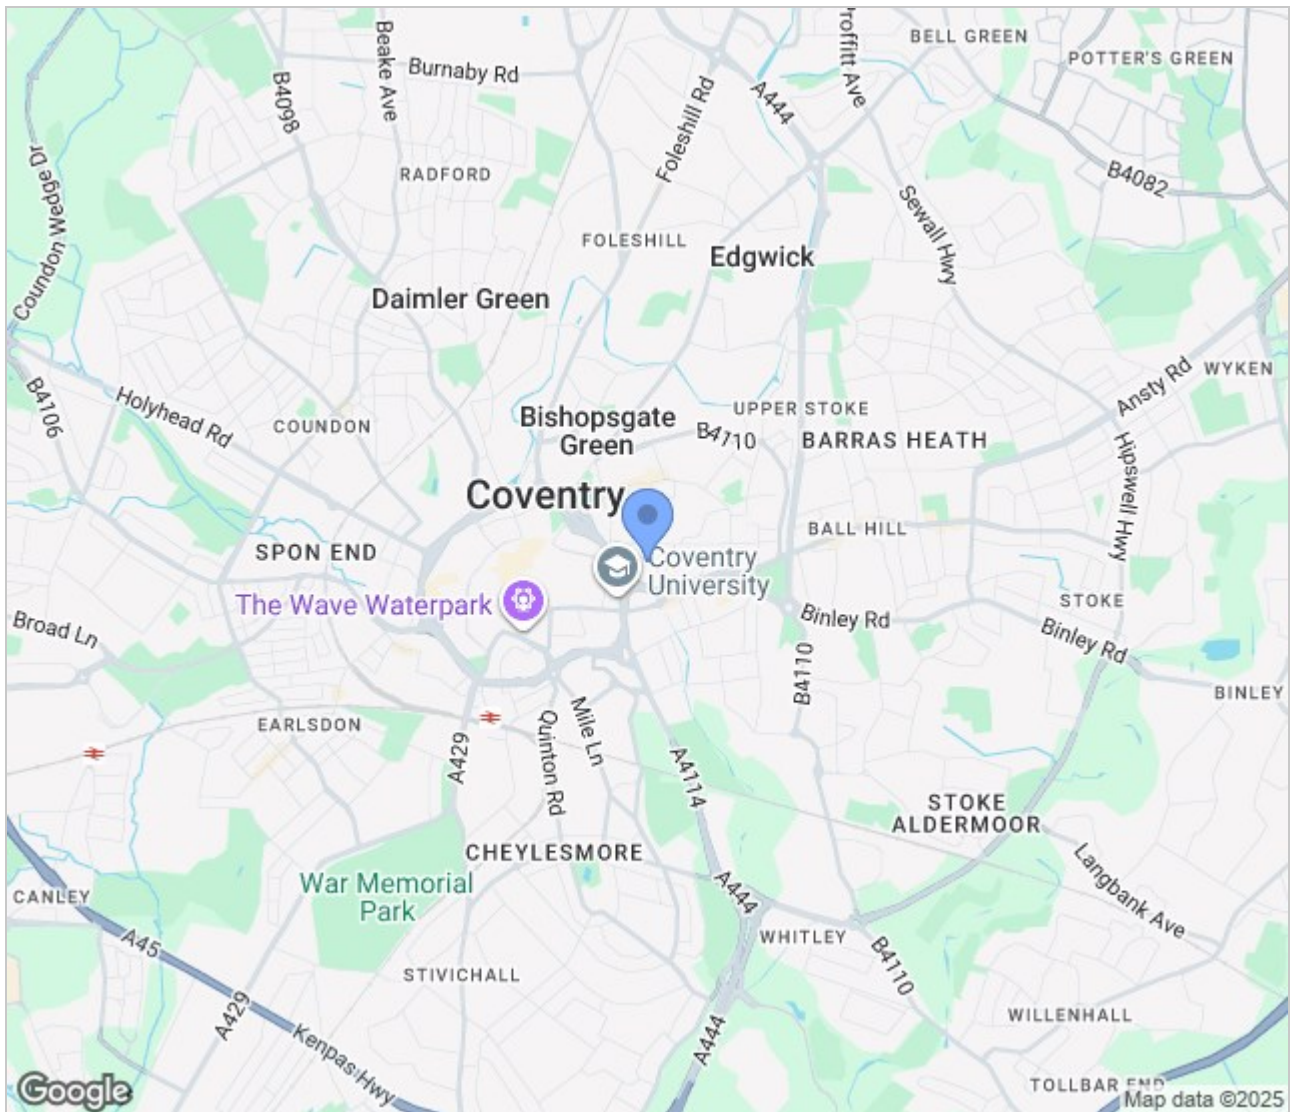 BELL GREEN
POTTER'S GREEN
Proffitt Ave
Beake Ave
Burnaby Rd
B4098
Foleshill Rd
A444
B4082
Coundon Wedge Dr
RADFORD
Sewall Hwy
FOLESHILL
Edgwick
Daimler Green
WYKEN
Ansty Rd
B4106
Holyhead Rd
COUNDON
Bishopsgate
Green
UPPER STOKE
B4110
BARRAS HEATH
Hipswell Hwy
Coventry
BALL HILL
SPON END
Coventry
University
The Wave Waterpark
STOKE
Broad Ln
Binley Rd
Binley Rd
B4110
BINLEY
EARLSDON
Mile Ln
Quinton Rd
A429
A4114
STOKE
ALDERMOOR
CHEYLESMORE
Langbank Ave
War Memorial
Park
CANLEY
A444
A45
WHITLEY
B4110
STIVICHALL
A429
WILLENHALL
Kenpas Hwy
A444
TOLLBAR END
Google
Map data ©2025